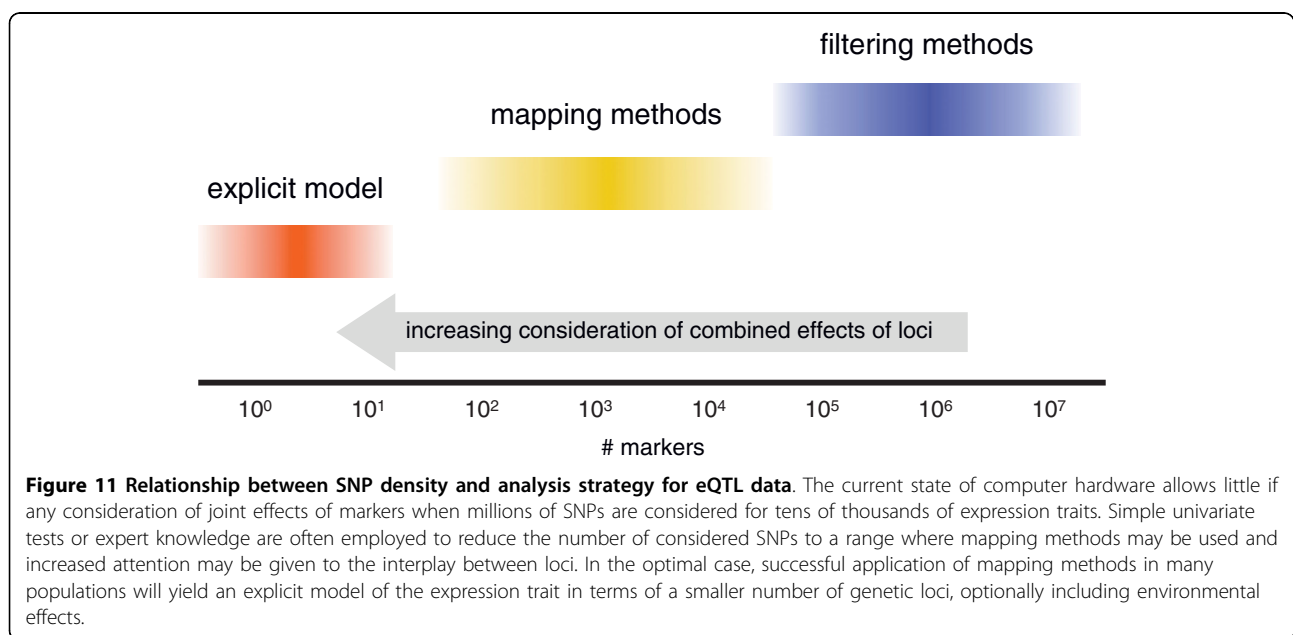 filtering methods
mapping methods
explicit model
increasing consideration of combined effects of loci
10⁰ 10¹ 10² 10³ 10⁴ 10⁵ 10⁶ 10⁷
# markers
Figure 11 Relationship between SNP density and analysis strategy for eQTL data. The current state of computer hardware allows little if
any consideration of joint effects of markers when millions of SNPs are considered for tens of thousands of expression traits. Simple univariate
tests or expert knowledge are often employed to reduce the number of considered SNPs to a range where mapping methods may be used and
increased attention may be given to the interplay between loci. In the optimal case, successful application of mapping methods in many
populations will yield an explicit model of the expression trait in terms of a smaller number of genetic loci, optionally including environmental
effects.